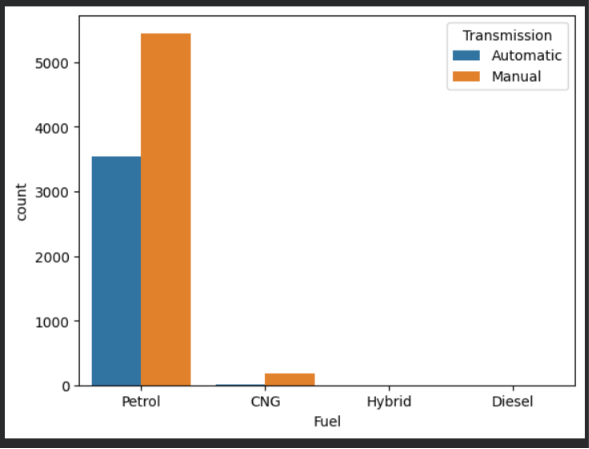 Transmission
Automatic
Manual
5000
4000
3000
2000
1000
0
count
Petrol CNG Hybrid Diesel
Fuel